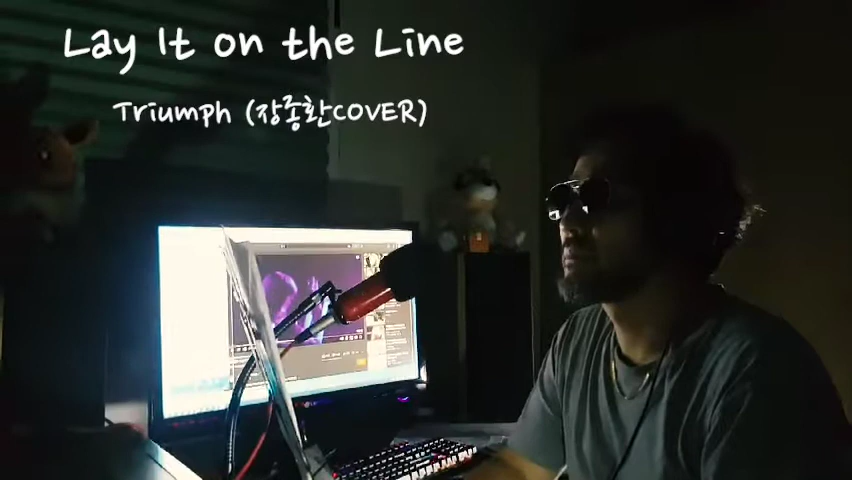 Lay It on the Line
Triumph (장종환COVER)